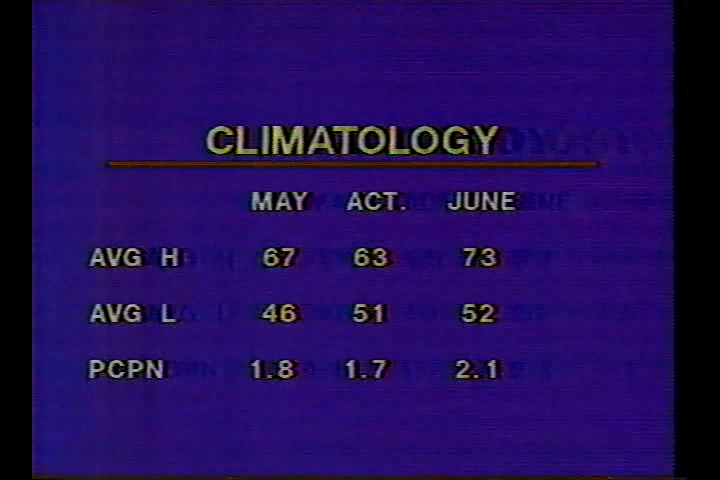 CLIMATOLOGY
MAY ACT. JUNE
AVG H 67 63 73
AVG L 46 51 52
PCPN 1.8 1.7 2.1